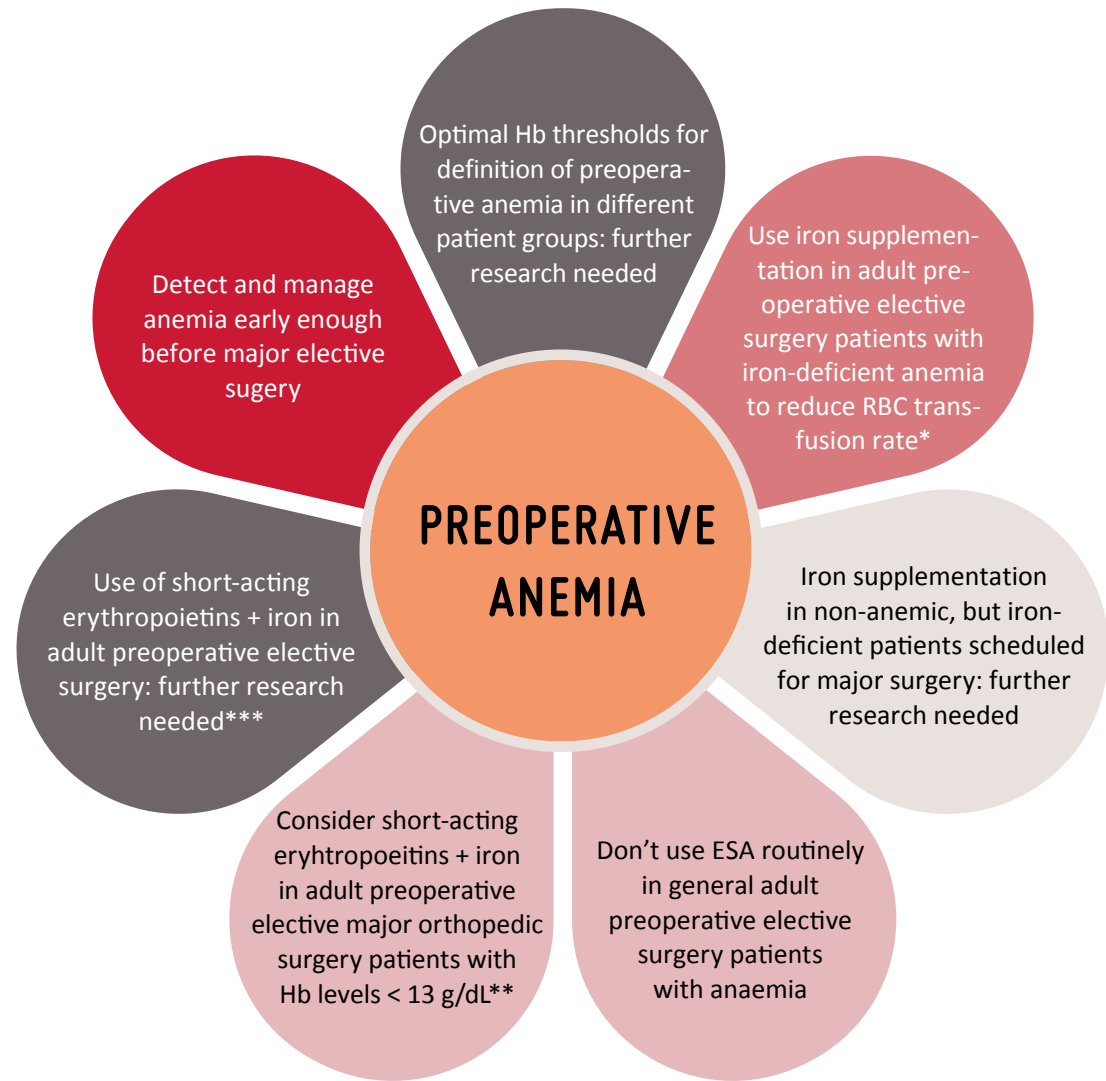 Optimal Hb thresholds for
definition of preopera-
tive anemia in different
patient groups: further
research needed
Use iron supplemen-
tation in adult pre-
operative elective
surgery patients with
iron-deficient anemia
to reduce RBC trans-
fusion rate*
Iron supplementation
in non-anemic, but iron-
deficient patients scheduled
for major surgery: further
research needed
Don't use ESA routinely
in general adult
preoperative elective
surgery patients
with anaemia
Consider short-acting
eryhtropoeitins + iron
in adult preoperative
elective major orthopedic
surgery patients with
Hb levels < 13 g/dL**
Use of short-acting
erythropoietins + iron in
adult preoperative elective
surgery: further research
needed***
Detect and manage
anemia early enough
before major elective
sugery
PREOPERATIVE
ANEMIA